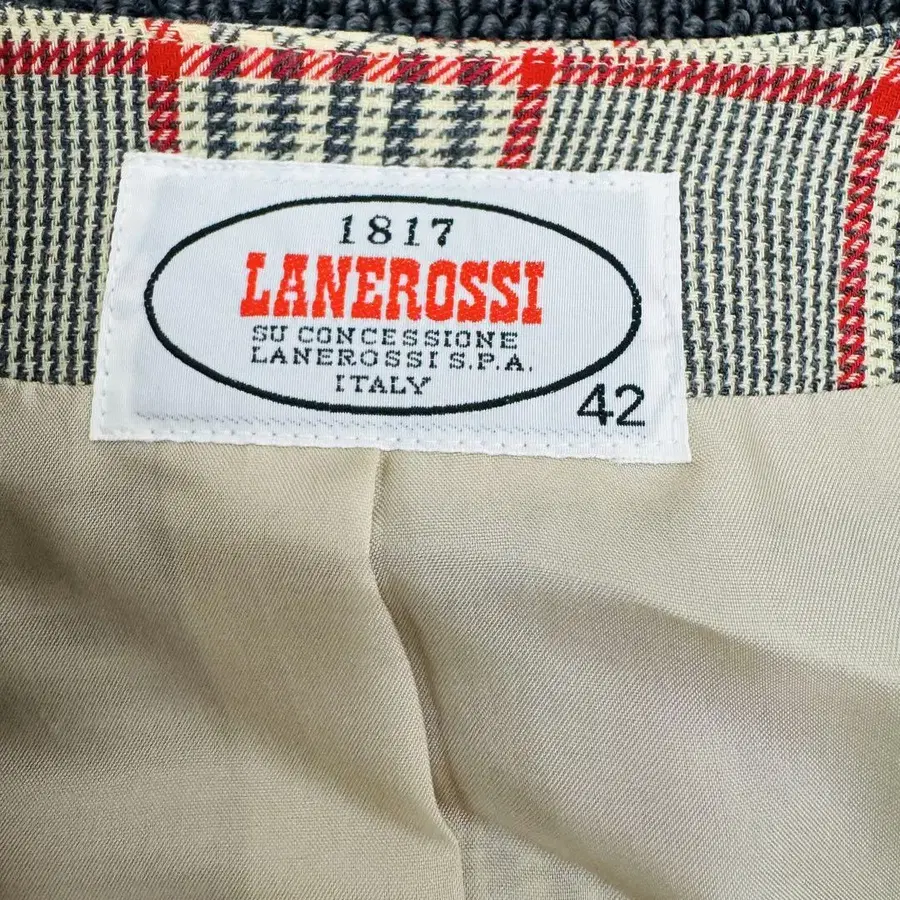 1817
LANEROSSI
SU CONCESSIONE
LANEROSSI S.P.A.
ITALY
42